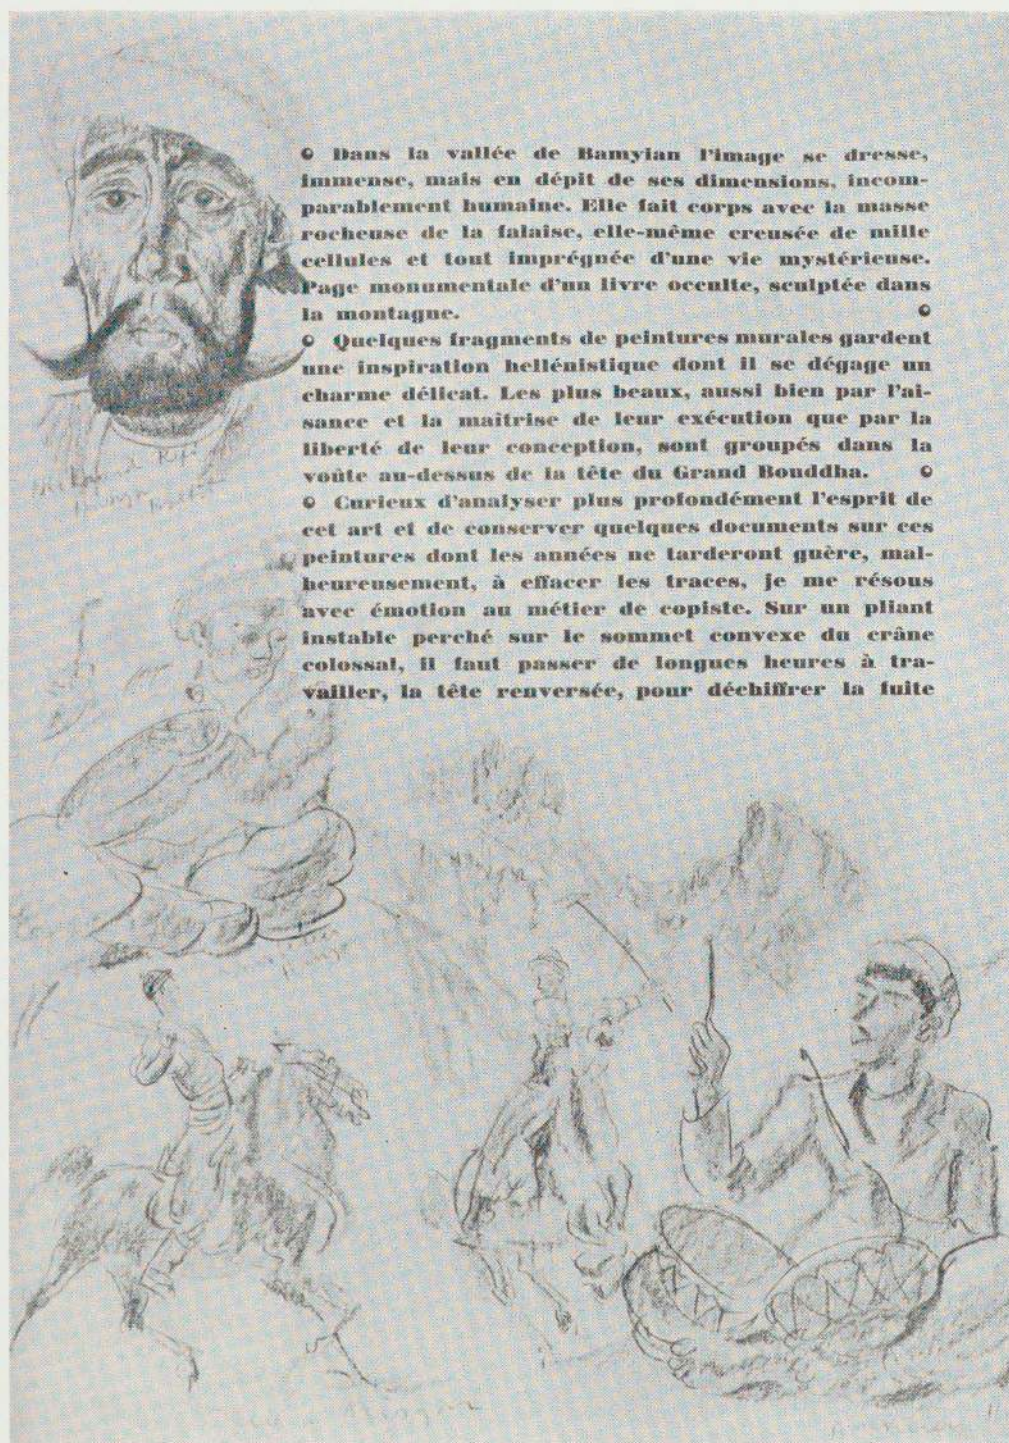 Dans la vallée de Bamyian l'image se dresse,
immense, mais en dépit de ses dimensions, incom-
parablement humaine. Elle fait corps avec la masse
rocheuse de la falaise, elle-même creusée de mille
cellules et tout imprégnée d'une vie mystérieuse.
Page monumentale d'un livre occulte, sculptée dans
la montagne.
Quelques fragments de peintures murales gardent
une inspiration hellénistique dont il se dégage un
charme délicat. Les plus beaux, aussi bien par l'ai-
sance et la maîtrise de leur exécution que par la
liberté de leur conception, sont groupés dans la
voûte au-dessus de la tête du Grand Bouddha.
Curieux d'analyser plus profondément l'esprit de
cet art et de conserver quelques documents sur ces
peintures dont les années ne tarderont guère, mal-
heureusement, à effacer les traces, je me résous
avec émotion au métier de copiste. Sur un pliant
instable perché sur le sommet convexe du crâne
colossal, il faut passer de longues heures à tra-
vailler, la tête renversée, pour déchiffrer la fuite